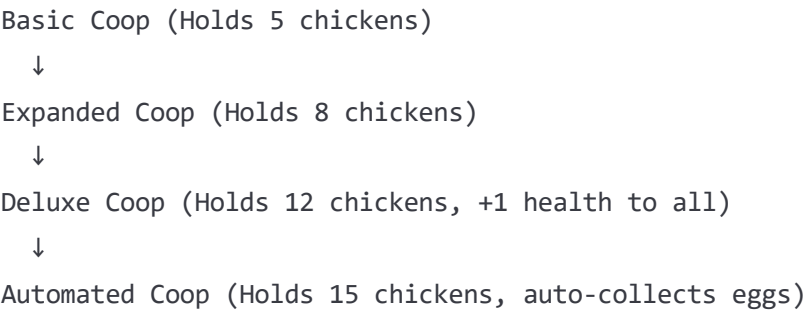 Basic Coop (Holds 5 chickens)
↓
Expanded Coop (Holds 8 chickens)
↓
Deluxe Coop (Holds 12 chickens, +1 health to all)
↓
Automated Coop (Holds 15 chickens, auto-collects eggs)